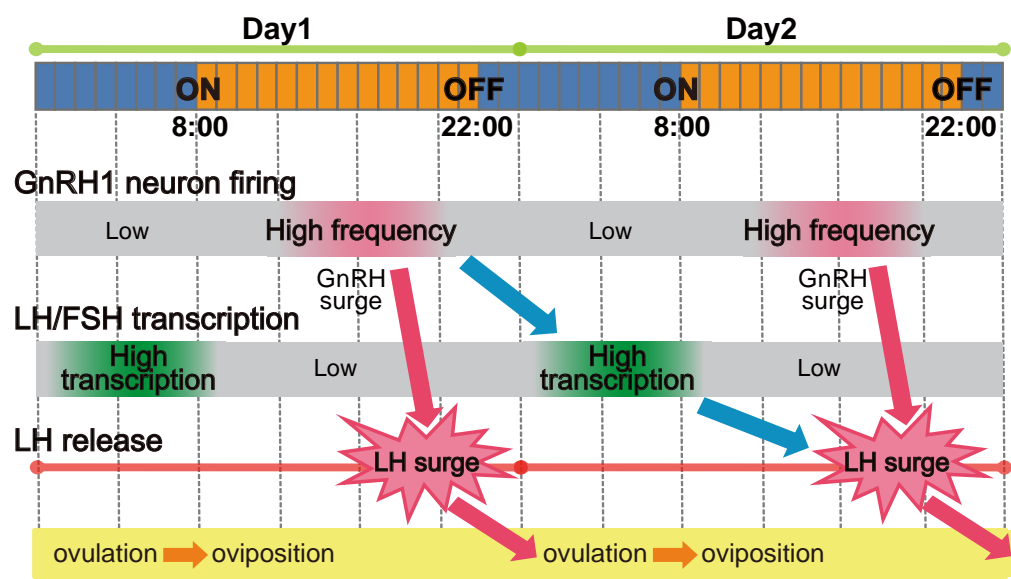 Day1 Day2
ON OFF ON OFF
8:00 22:00 8:00 22:00
GnRH1 neuron firing
Low High frequency Low High frequency
GnRH
surge
GnRH
surge
LH/FSH transcription
High
transcription
Low
High
transcription
Low
LH release
LH surge LH surge
ovulation oviposition ovulation oviposition